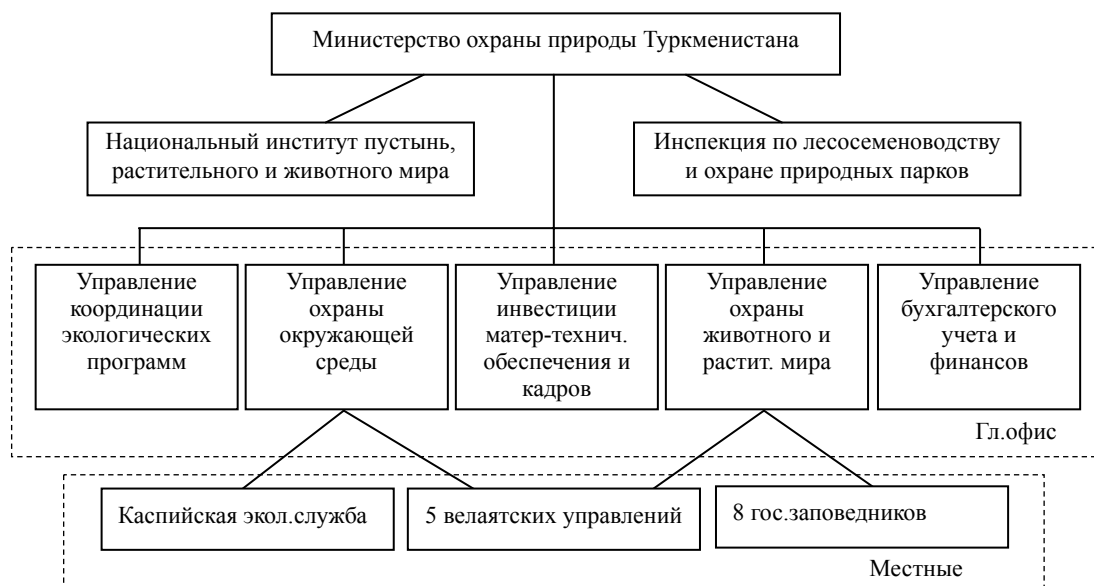 Министерство охраны природы Туркменистана
Национальный институт пустынь,
растительного и животного мира
Инспекция по лесосеменоводству
и охране природных парков
Управление
координации
экологических
программ
Управление
охраны
окружающей
среды
Управление
инвестиции
матер-технич.
обеспечения и
кадров
Управление
охраны
животного и
растит. мира
Управление
бухгалтерского
учета и
финансов
Гл.офис
Каспийская экол.служба
5 велаятских управлений
8 гос.заповедников
Местные